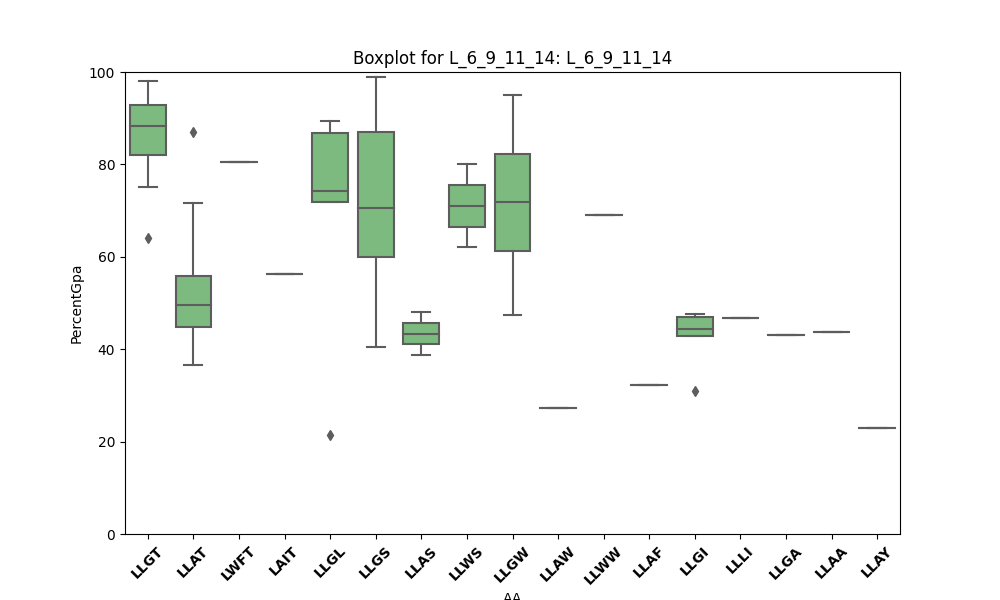 Boxplot for L_6_9_11_14: L_6_9_11_14
PercentGpa
100
80
60
40
20
0
LLGT LLAT LWFT LAIT LLGL LLGS LLAS LLWS LLGW LLAW LLWW LLAF LLGI LLLI LLGA LLAA LLAY
AA